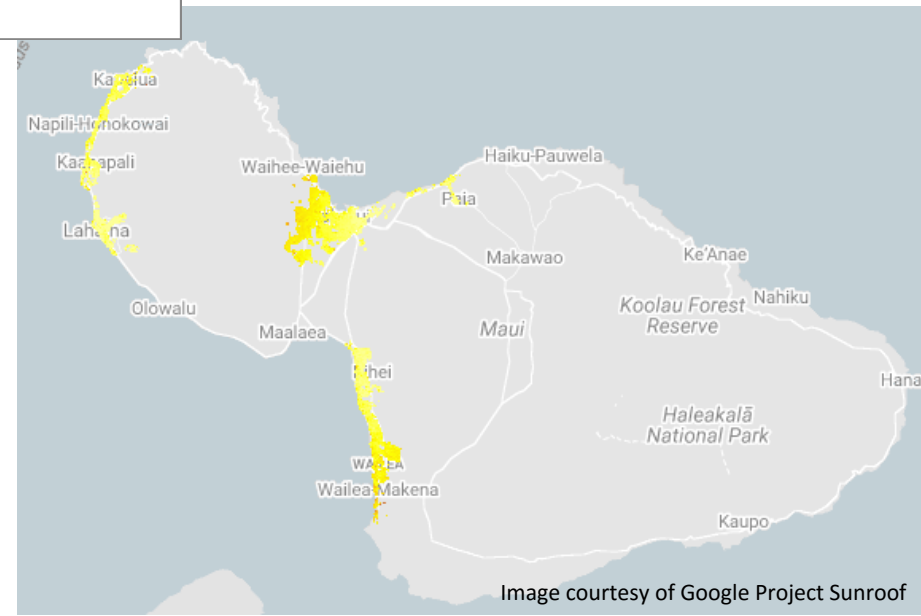 Napili-Honokowai
Waihee-Waiehu
Haiku-Pauwela
Paia
Lahaina
Makawao
Ke'Anae
Olowalu
Koolau Forest
Reserve
Nahiku
Maalaea
Maui
Kihei
Hana
Haleakalā
National Park
WAILEA
Wailea-Makena
Kaupo
Image courtesy of Google Project Sunroof